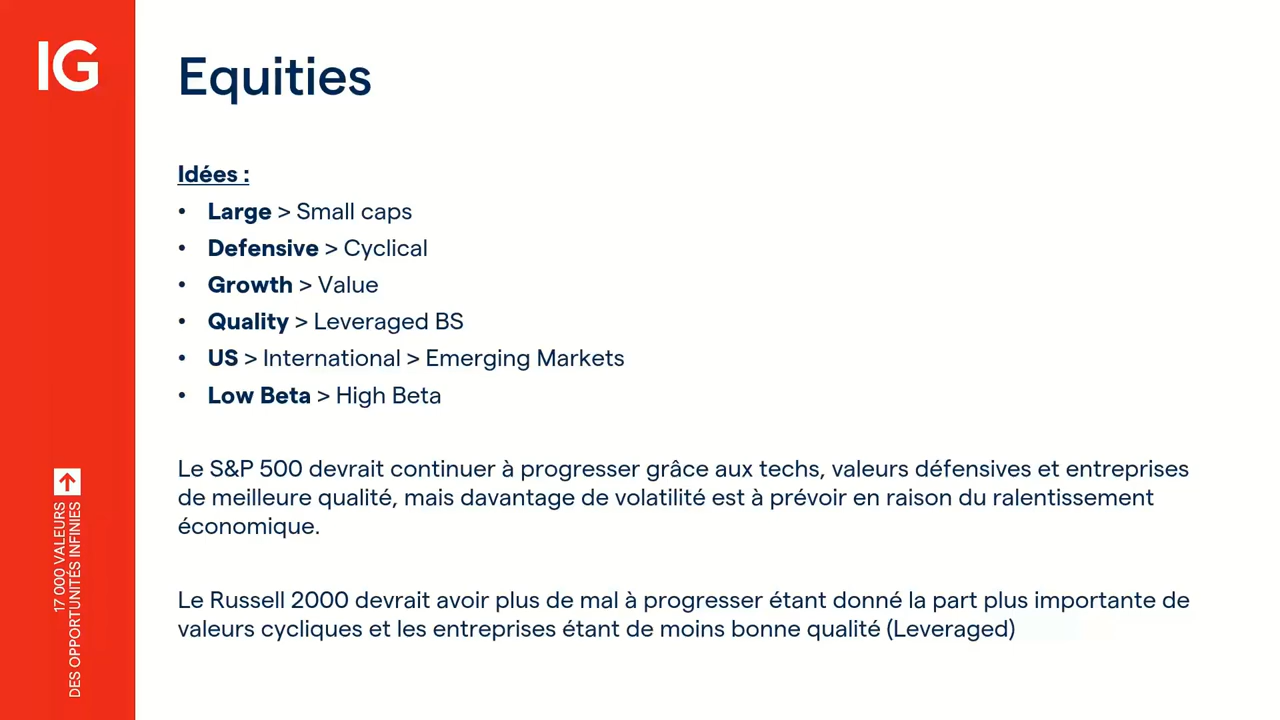 IG
Equities
Idées :
• Large > Small caps
• Defensive > Cyclical
• Growth > Value
• Quality > Leveraged BS
• US > International > Emerging Markets
• Low Beta > High Beta
Le S&P 500 devrait continuer à progresser grâce aux techs, valeurs défensives et entreprises
de meilleure qualité, mais davantage de volatilité est à prévoir en raison du ralentissement
économique.
Le Russell 2000 devrait avoir plus de mal à progresser étant donné la part plus importante de
valeurs cycliques et les entreprises étant de moins bonne qualité (Leveraged)
17 000 VALEURS
DES OPPORTUNITÉS INFINIES